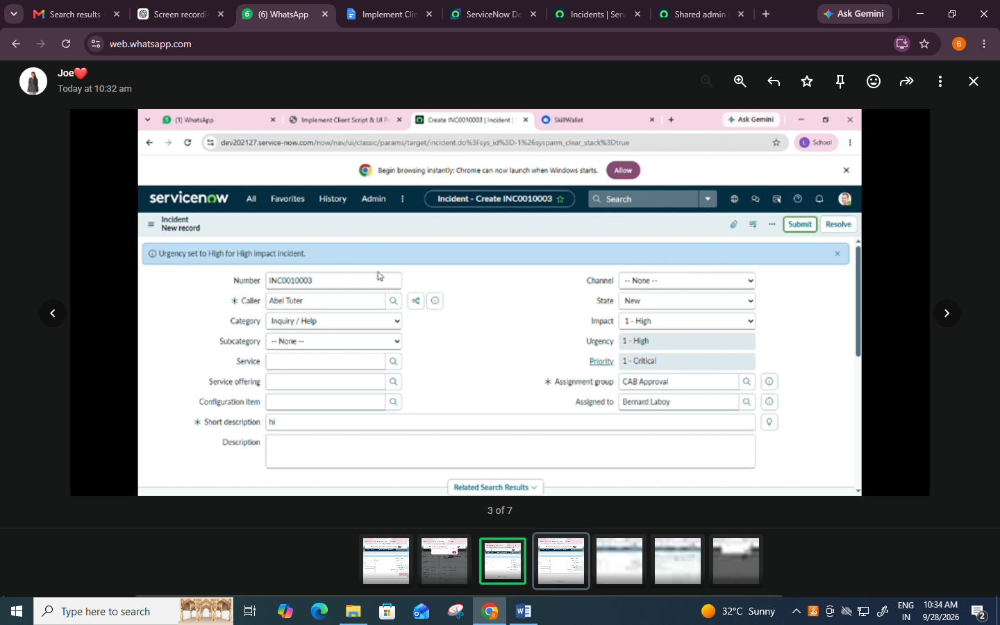 Search results
Screen recordi
(6) WhatsApp
Implement Clie
ServiceNow De
Incidents | Serv
Shared admin
Ask Gemini
web.whatsapp.com
B
Joe❤️
Today at 10:32 am
(1) WhatsApp
Implement Client Script & UI Po
Create INC0010003 | Incident |
SkillWallet
Ask Gemini
dev202127.service-now.com/now/nav/ui/classic/params/target/incident.do%3Fsys_id%3D-1%26sysparm_clear_stack%3Dtrue
L School
Begin browsing instantly: Chrome can now launch when Windows starts.
Allow
servicenow
All
Favorites
History
Admin
Incident - Create INC0010003
Search
Incident
New record
Submit
Resolve
Urgency set to High for High impact incident.
Number INC0010003
Channel -- None --
Caller Abel Tuter
State New
Category Inquiry / Help
Impact 1 - High
Subcategory -- None --
Urgency 1 - High
Service
Priority 1 - Critical
Service offering
Assignment group CAB Approval
Configuration item
Assigned to Bernard Laboy
Short description hi
Description
Related Search Results
3 of 7
Type here to search
32°C Sunny
ENG
IN
10:34 AM
9/28/2026
2